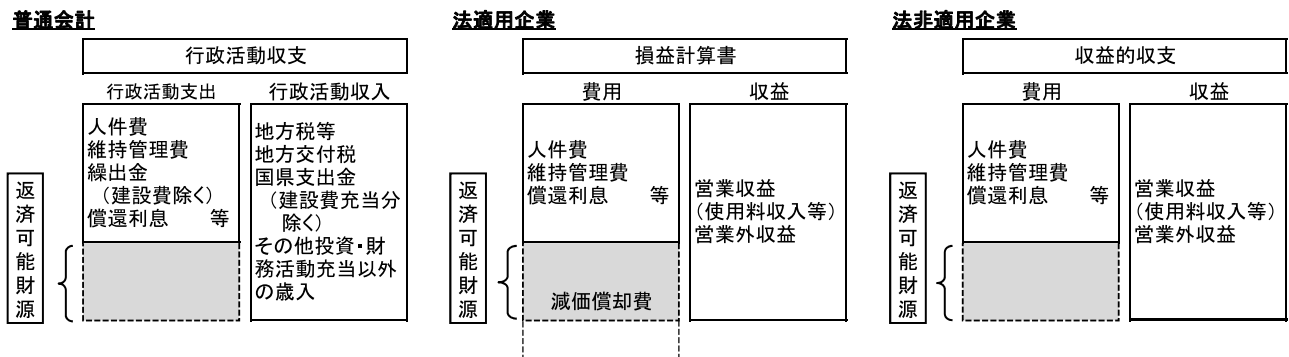 普通会計
行政活動収支
行政活動支出
行政活動収入
人件費
維持管理費
繰出金
（建設費除く）
償還利息　等
地方税等
地方交付税
国県支出金
（建設費充当分
除く）
その他投資・財
務活動充当以外
の歳入
返済可能財源
法適用企業
損益計算書
費用
収益
人件費
維持管理費
償還利息　等
減価償却費
営業収益
（使用料収入等）
営業外収益
返済可能財源
法非適用企業
収益的収支
費用
収益
人件費
維持管理費
償還利息　等
営業収益
（使用料収入等）
営業外収益
返済可能財源